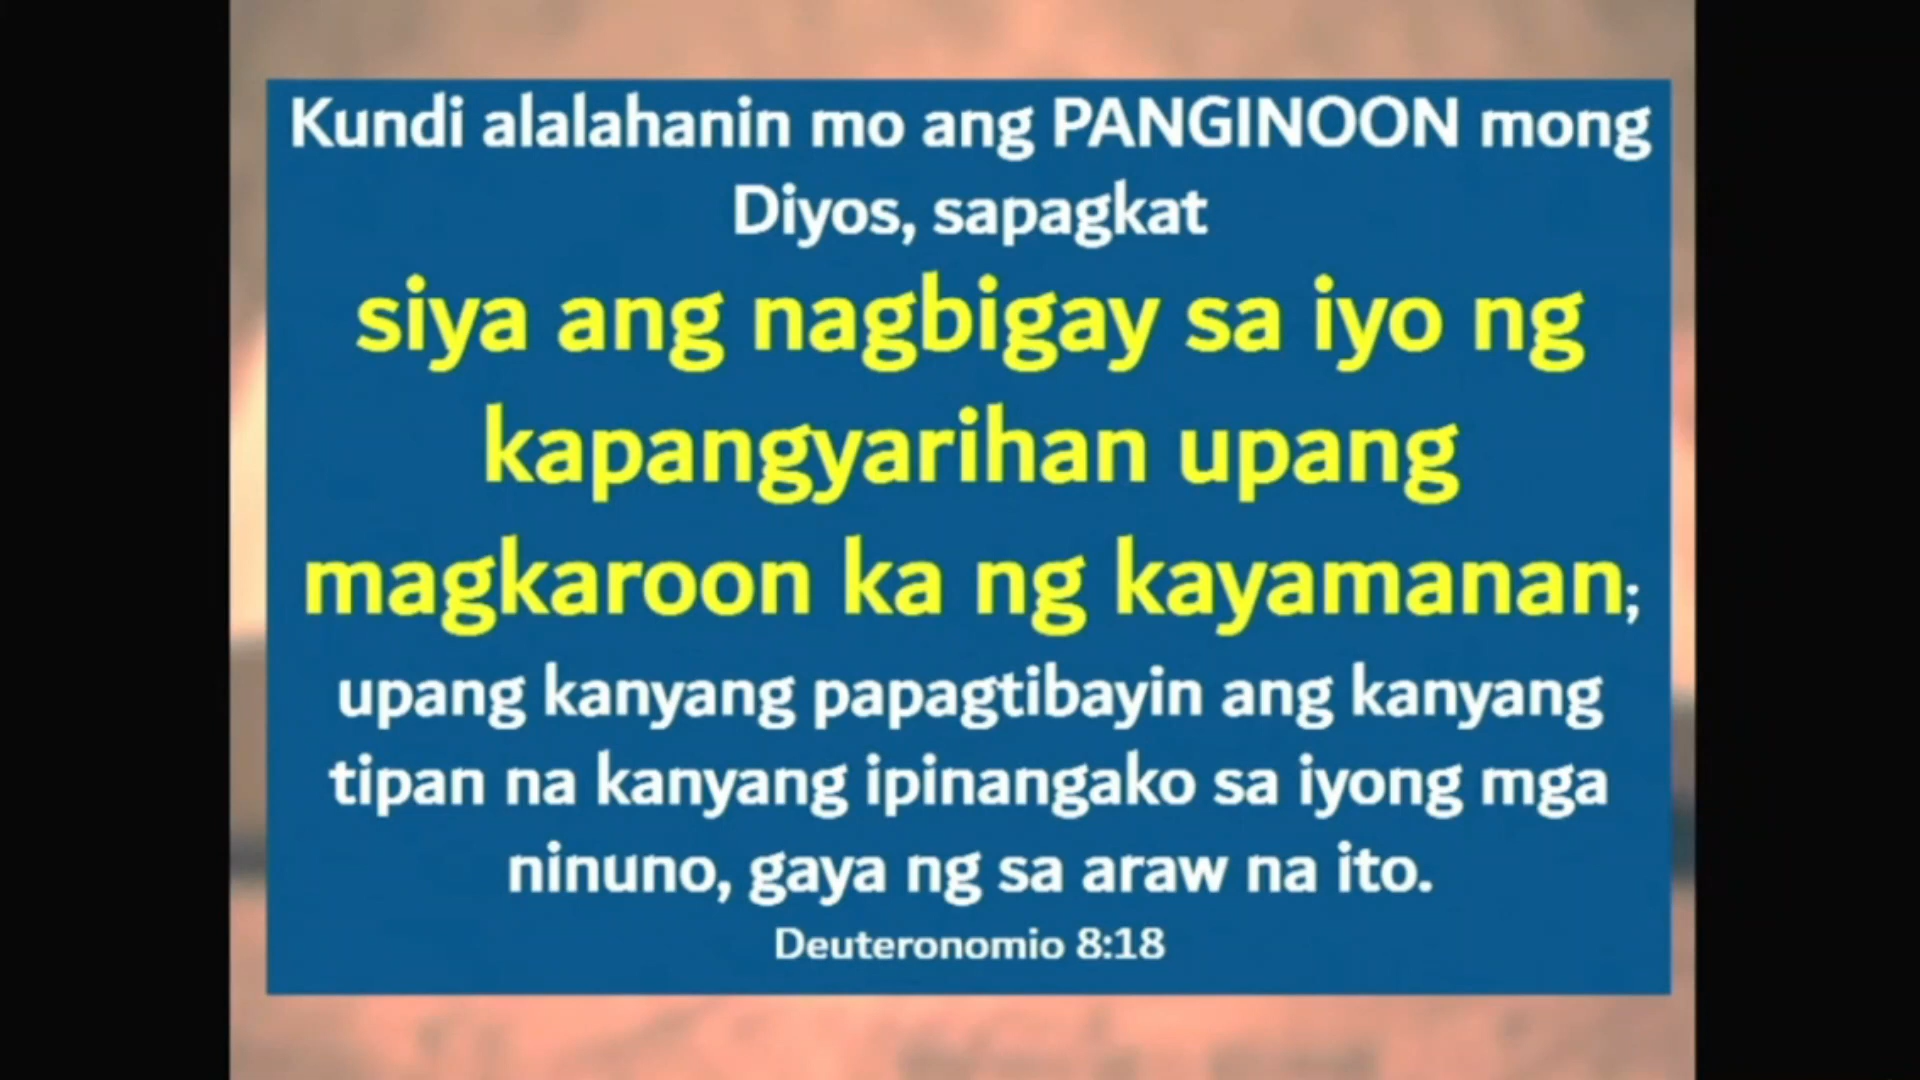 Kundi alalahanin mo ang PANGINOON mong
Diyos, sapagkat
siya ang nagbigay sa iyo ng
kapangyarihan upang
magkaroon ka ng kayamanan;
upang kanyang papagtibayin ang kanyang
tipan na kanyang ipinangako sa iyong mga
ninuno, gaya ng sa araw na ito.
Deuteronomio 8:18